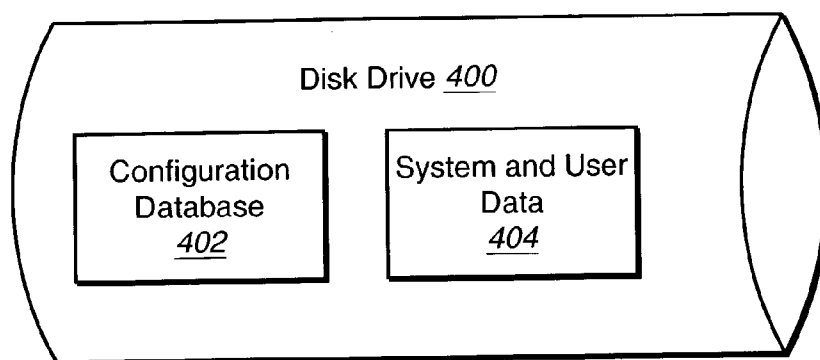 Disk Drive 400
Configuration
Database
402
System and User
Data
404